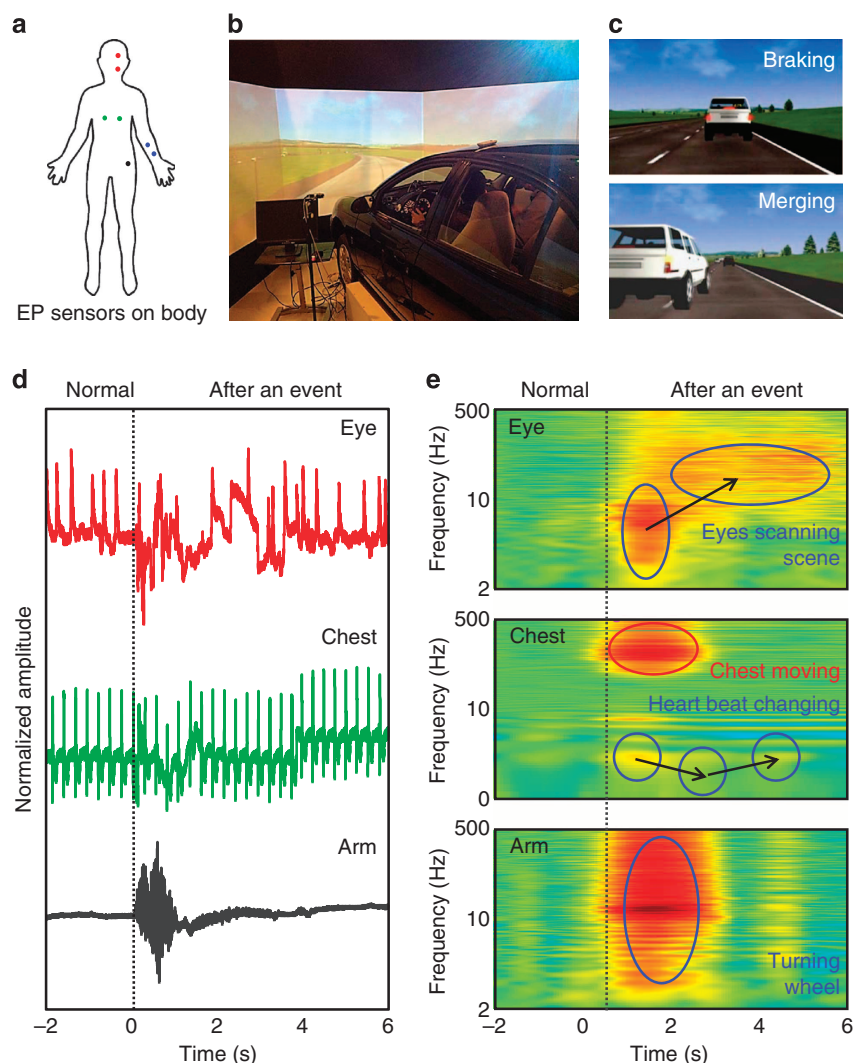 a
EP sensors on body
b
c
Braking
Merging
d
Normal
After an event
Eye
Chest
Arm
Normalized amplitude
−2
0
2
4
6
Time (s)
e
Normal
After an event
500
Eye
10
Eyes scanning
scene
2
Frequency (Hz)
500
Chest
Chest moving
10
Heart beat changing
0
Frequency (Hz)
500
Arm
10
Turning
wheel
2
Frequency (Hz)
−2
0
2
4
6
Time (s)